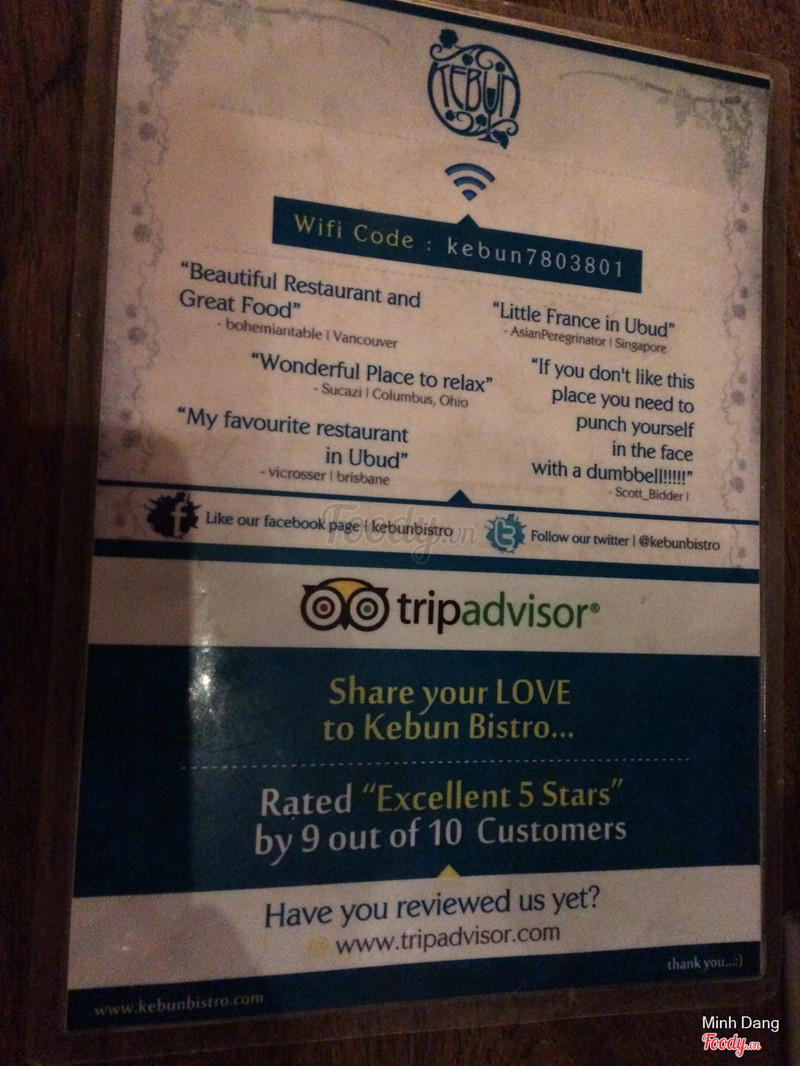 KEBUN
Wifi Code : kebun7803801
“Beautiful Restaurant and
Great Food”
- bohemiantable | Vancouver
“Little France in Ubud”
- AsianPeregrinator | Singapore
“Wonderful Place to relax”
- Sucazi | Columbus, Ohio
“If you don't like this
place you need to
punch yourself
in the face
with a dumbbell!!!!!”
- Scott_Bidder |
“My favourite restaurant
in Ubud”
- vicrosser | brisbane
Like our facebook page | kebunbistro
Follow our twitter | @kebunbistro
Foody.vn
tripadvisor®
Share your LOVE
to Kebun Bistro...
Rated “Excellent 5 Stars”
by 9 out of 10 Customers
Have you reviewed us yet?
www.tripadvisor.com
thank you...:)
www.kebunbistro.com
Minh Dang
Foody.vn